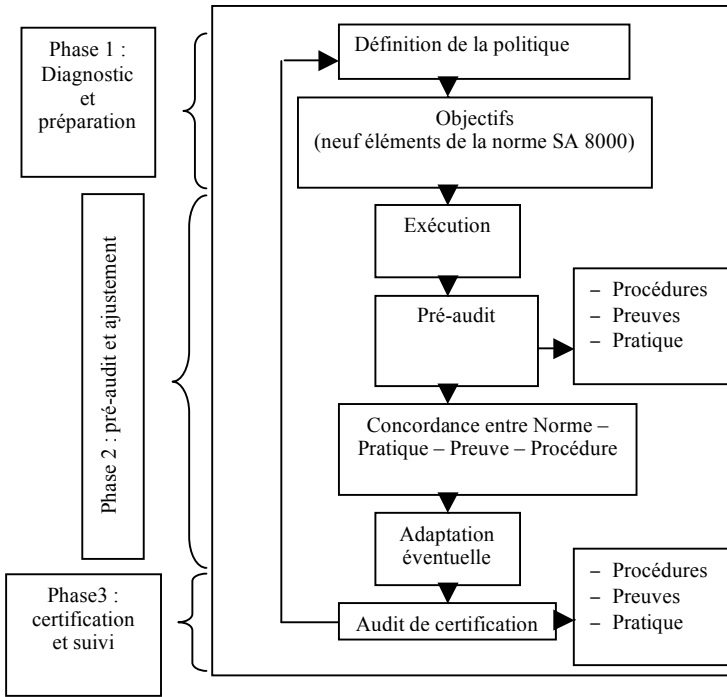 Phase 1 :
Diagnostic
et
préparation
Définition de la politique
Objectifs
(neuf éléments de la norme SA 8000)
Phase 2 : pré-audit et ajustement
Exécution
Pré-audit
– Procédures
– Preuves
– Pratique
Concordance entre Norme –
Pratique – Preuve – Procédure
Adaptation
éventuelle
Phase3 :
certification
et suivi
Audit de certification
– Procédures
– Preuves
– Pratique